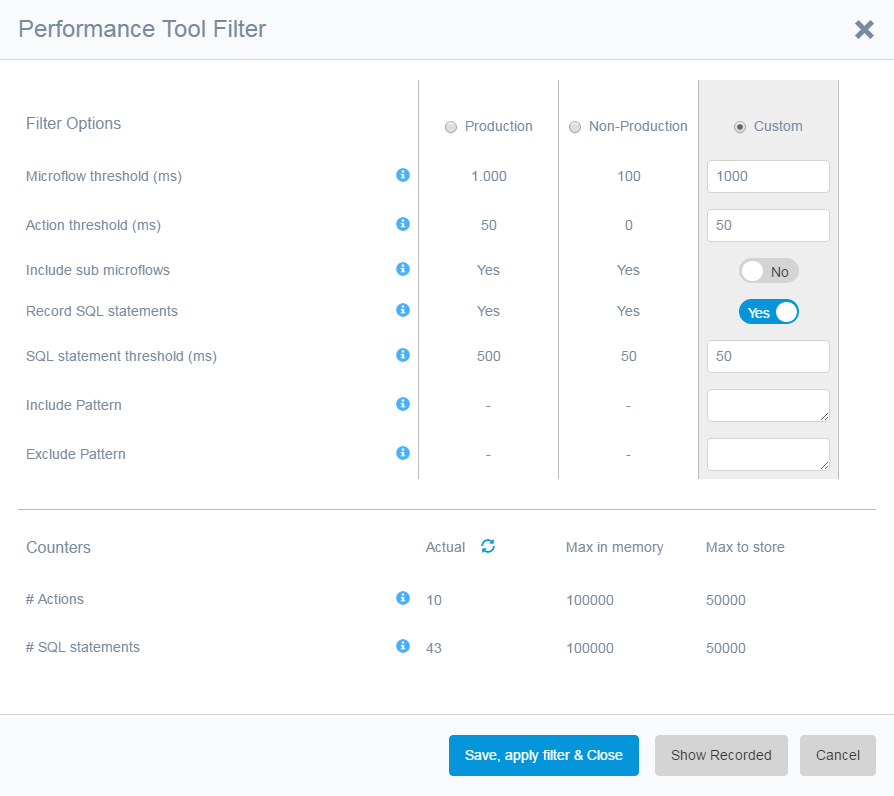 Performance Tool Filter
Filter Options Production Non-Production Custom
Microflow threshold (ms) 1.000 100 1000
Action threshold (ms) 50 0 50
Include sub microflows Yes Yes No
Record SQL statements Yes Yes Yes
SQL statement threshold (ms) 500 50 50
Include Pattern - -
Exclude Pattern - -
Counters Actual Max in memory Max to store
# Actions 10 100000 50000
# SQL statements 43 100000 50000
Save, apply filter & Close Show Recorded Cancel